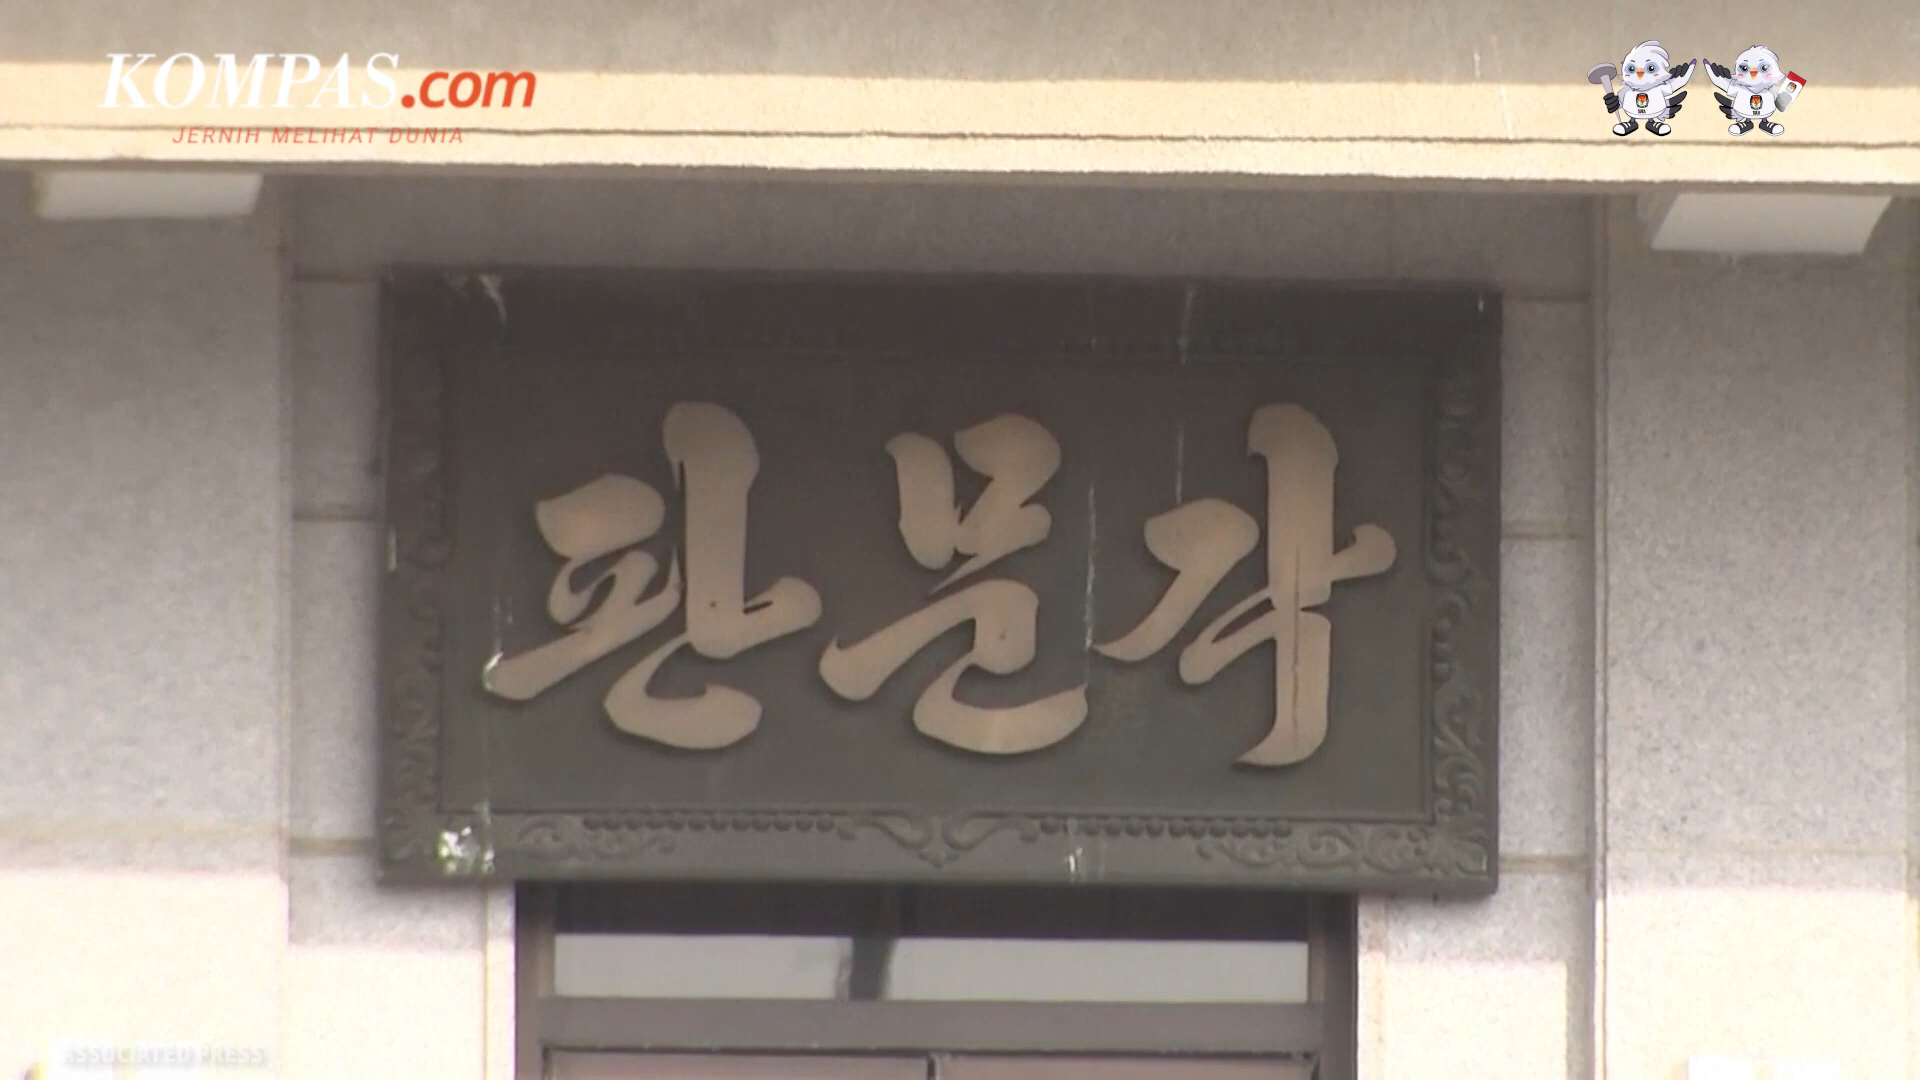 KOMPAS.com
JERNIH MELIHAT DUNIA
판문각
ASSOCIATED PRESS